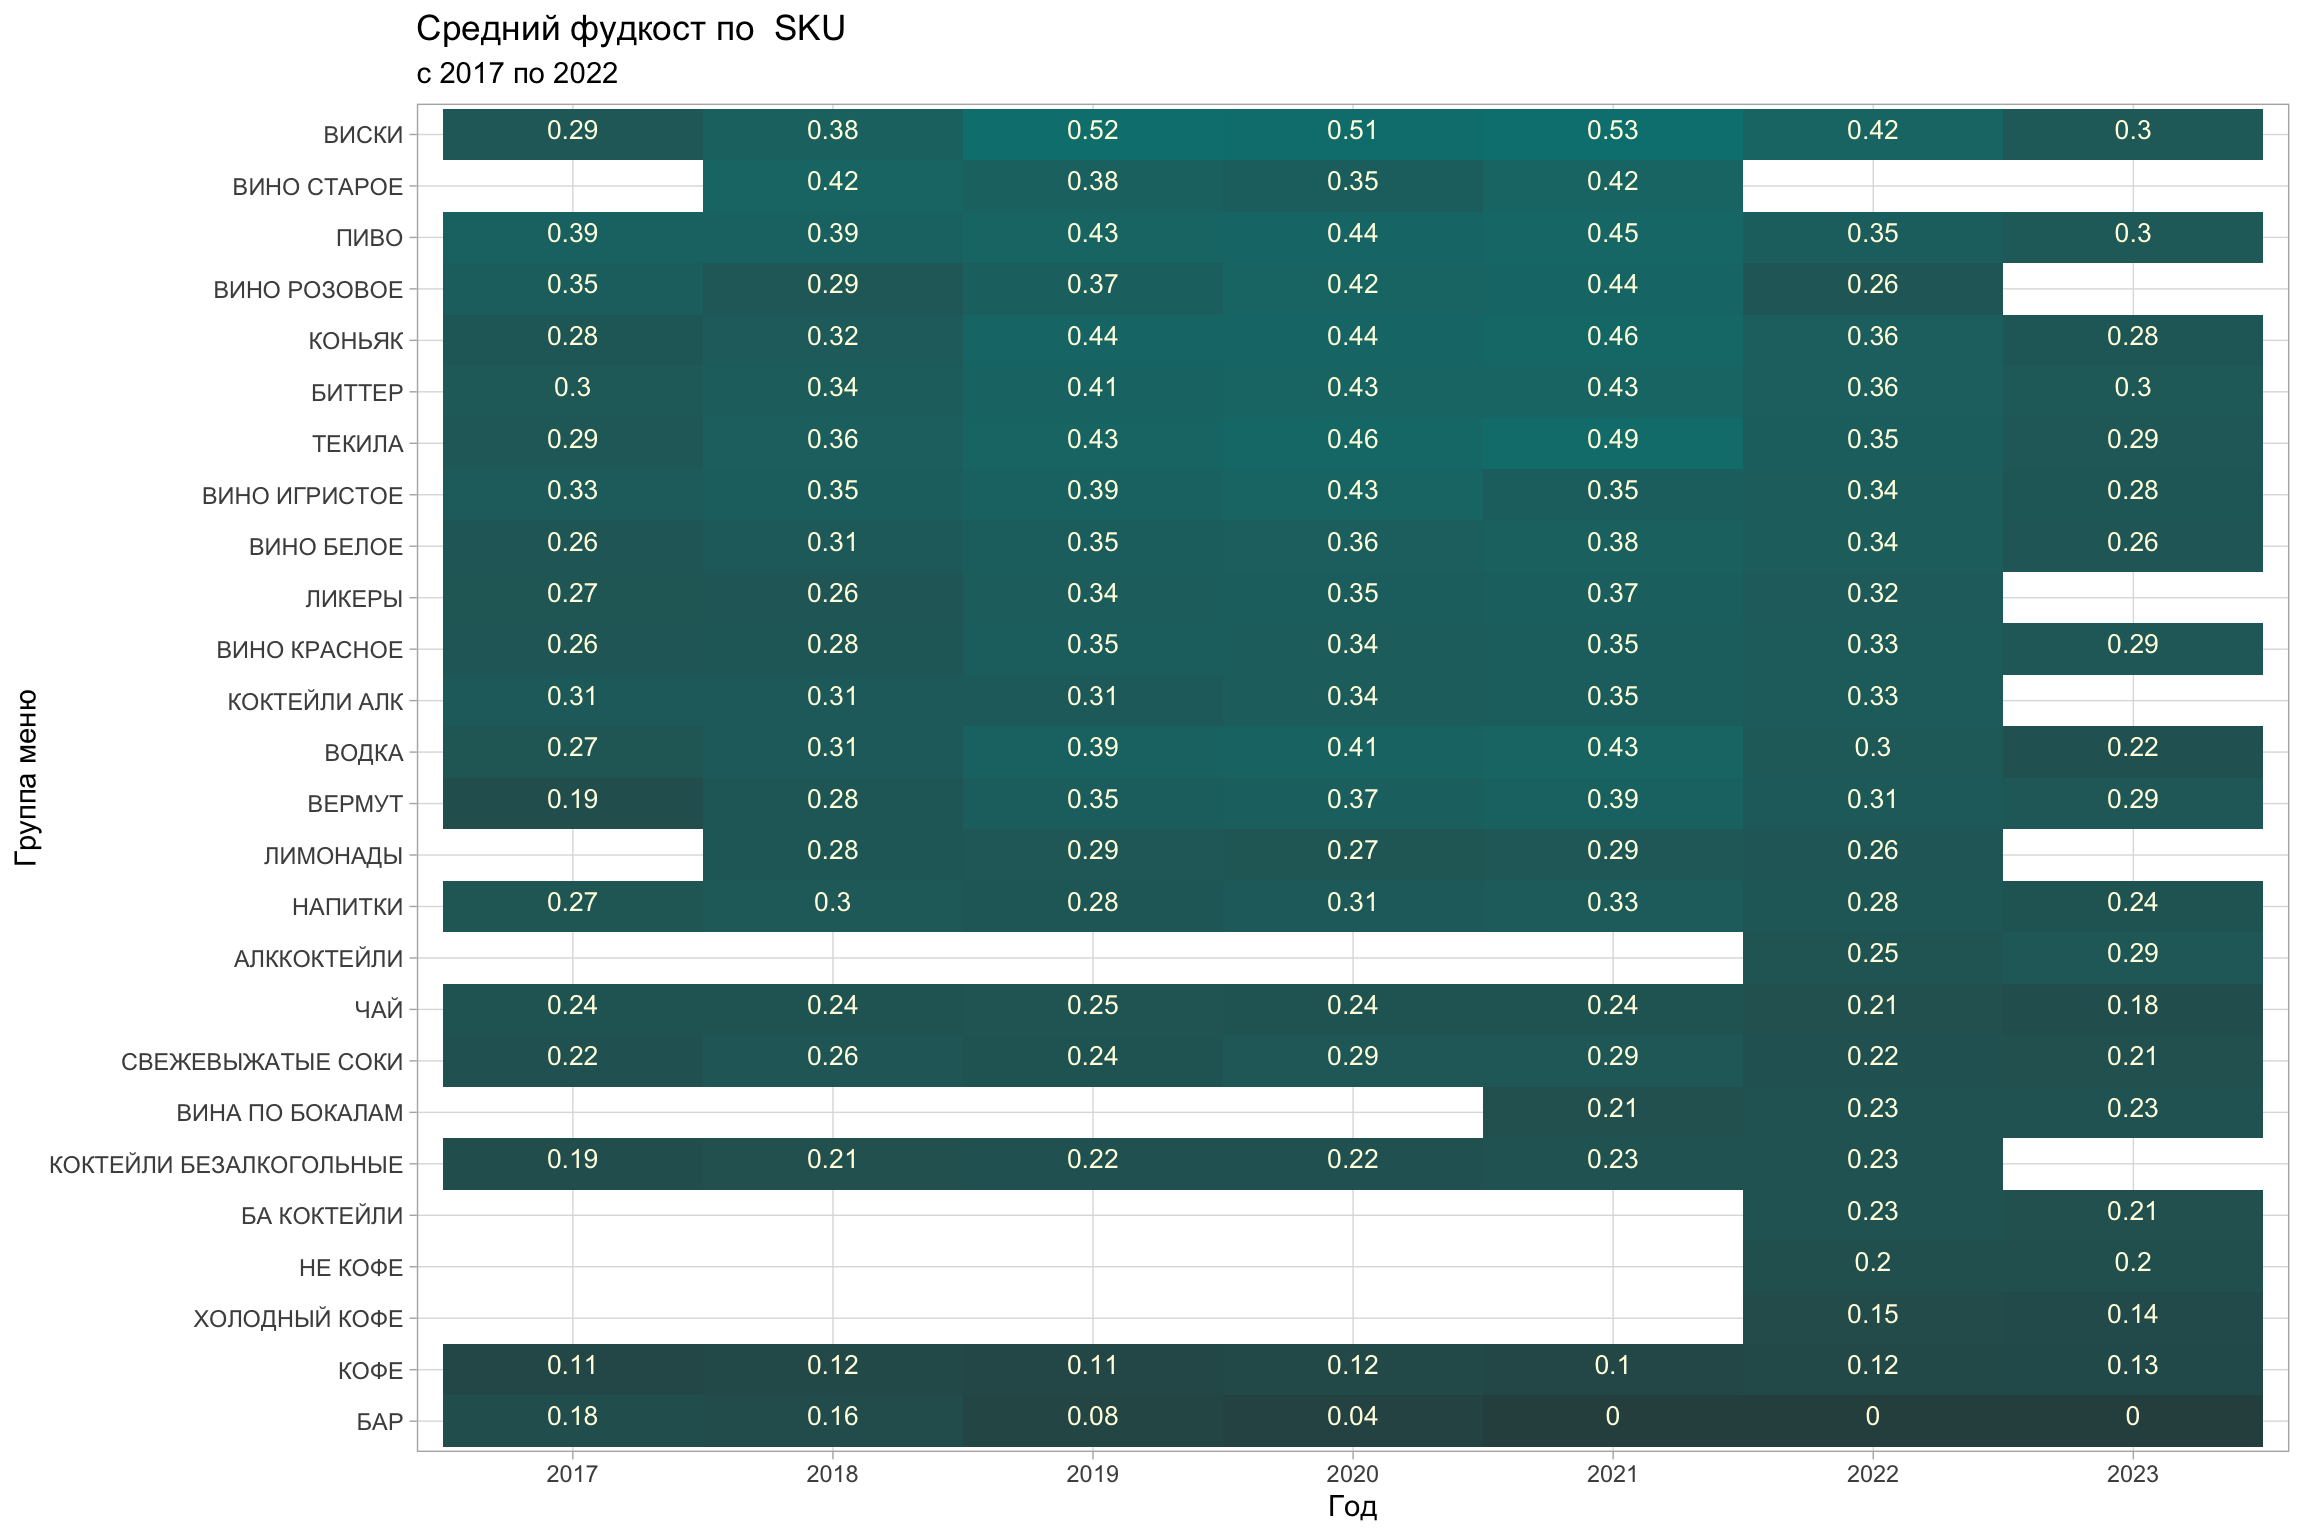 Средний фудкост по  SKU
с 2017 по 2022
Группа меню
ВИСКИ 0.29 0.38 0.52 0.51 0.53 0.42 0.3
ВИНО СТАРОЕ 0.42 0.38 0.35 0.42
ПИВО 0.39 0.39 0.43 0.44 0.45 0.35 0.3
ВИНО РОЗОВОЕ 0.35 0.29 0.37 0.42 0.44 0.26
КОНЬЯК 0.28 0.32 0.44 0.44 0.46 0.36 0.28
БИТТЕР 0.3 0.34 0.41 0.43 0.43 0.36 0.3
ТЕКИЛА 0.29 0.36 0.43 0.46 0.49 0.35 0.29
ВИНО ИГРИСТОЕ 0.33 0.35 0.39 0.43 0.35 0.34 0.28
ВИНО БЕЛОЕ 0.26 0.31 0.35 0.36 0.38 0.34 0.26
ЛИКЕРЫ 0.27 0.26 0.34 0.35 0.37 0.32
ВИНО КРАСНОЕ 0.26 0.28 0.35 0.34 0.35 0.33 0.29
КОКТЕЙЛИ АЛК 0.31 0.31 0.31 0.34 0.35 0.33
ВОДКА 0.27 0.31 0.39 0.41 0.43 0.3 0.22
ВЕРМУТ 0.19 0.28 0.35 0.37 0.39 0.31 0.29
ЛИМОНАДЫ 0.28 0.29 0.27 0.29 0.26
НАПИТКИ 0.27 0.3 0.28 0.31 0.33 0.28 0.24
АЛККОКТЕЙЛИ 0.25 0.29
ЧАЙ 0.24 0.24 0.25 0.24 0.24 0.21 0.18
СВЕЖЕВЫЖАТЫЕ СОКИ 0.22 0.26 0.24 0.29 0.29 0.22 0.21
ВИНА ПО БОКАЛАМ 0.21 0.23 0.23
КОКТЕЙЛИ БЕЗАЛКОГОЛЬНЫЕ 0.19 0.21 0.22 0.22 0.23 0.23
БА КОКТЕЙЛИ 0.23 0.21
НЕ КОФЕ 0.2 0.2
ХОЛОДНЫЙ КОФЕ 0.15 0.14
КОФЕ 0.11 0.12 0.11 0.12 0.1 0.12 0.13
БАР 0.18 0.16 0.08 0.04 0 0 0
2017 2018 2019 2020 2021 2022 2023
Год